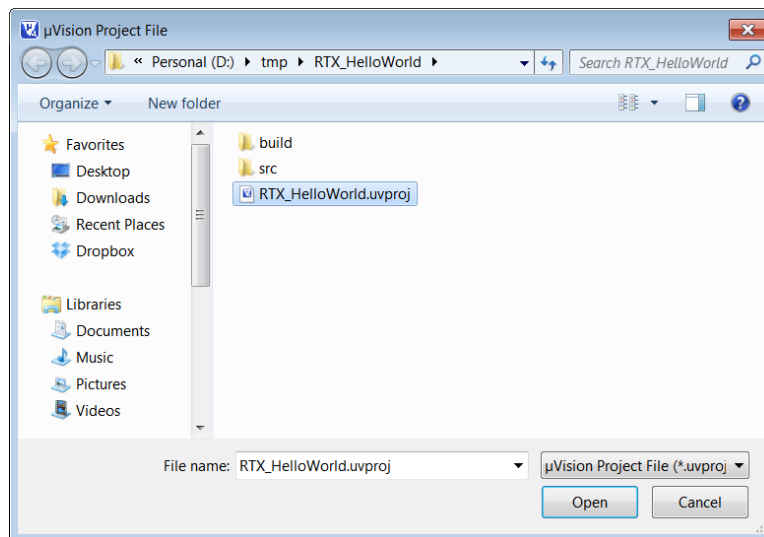 µVision Project File
« Personal (D:) ▸ tmp ▸ RTX_HelloWorld ▸
Search RTX_HelloWorld
Organize
New folder
Favorites
Desktop
Downloads
Recent Places
Dropbox
Libraries
Documents
Music
Pictures
Videos
build
src
RTX_HelloWorld.uvproj
File name: RTX_HelloWorld.uvproj
µVision Project File (*.uvproj
Open
Cancel